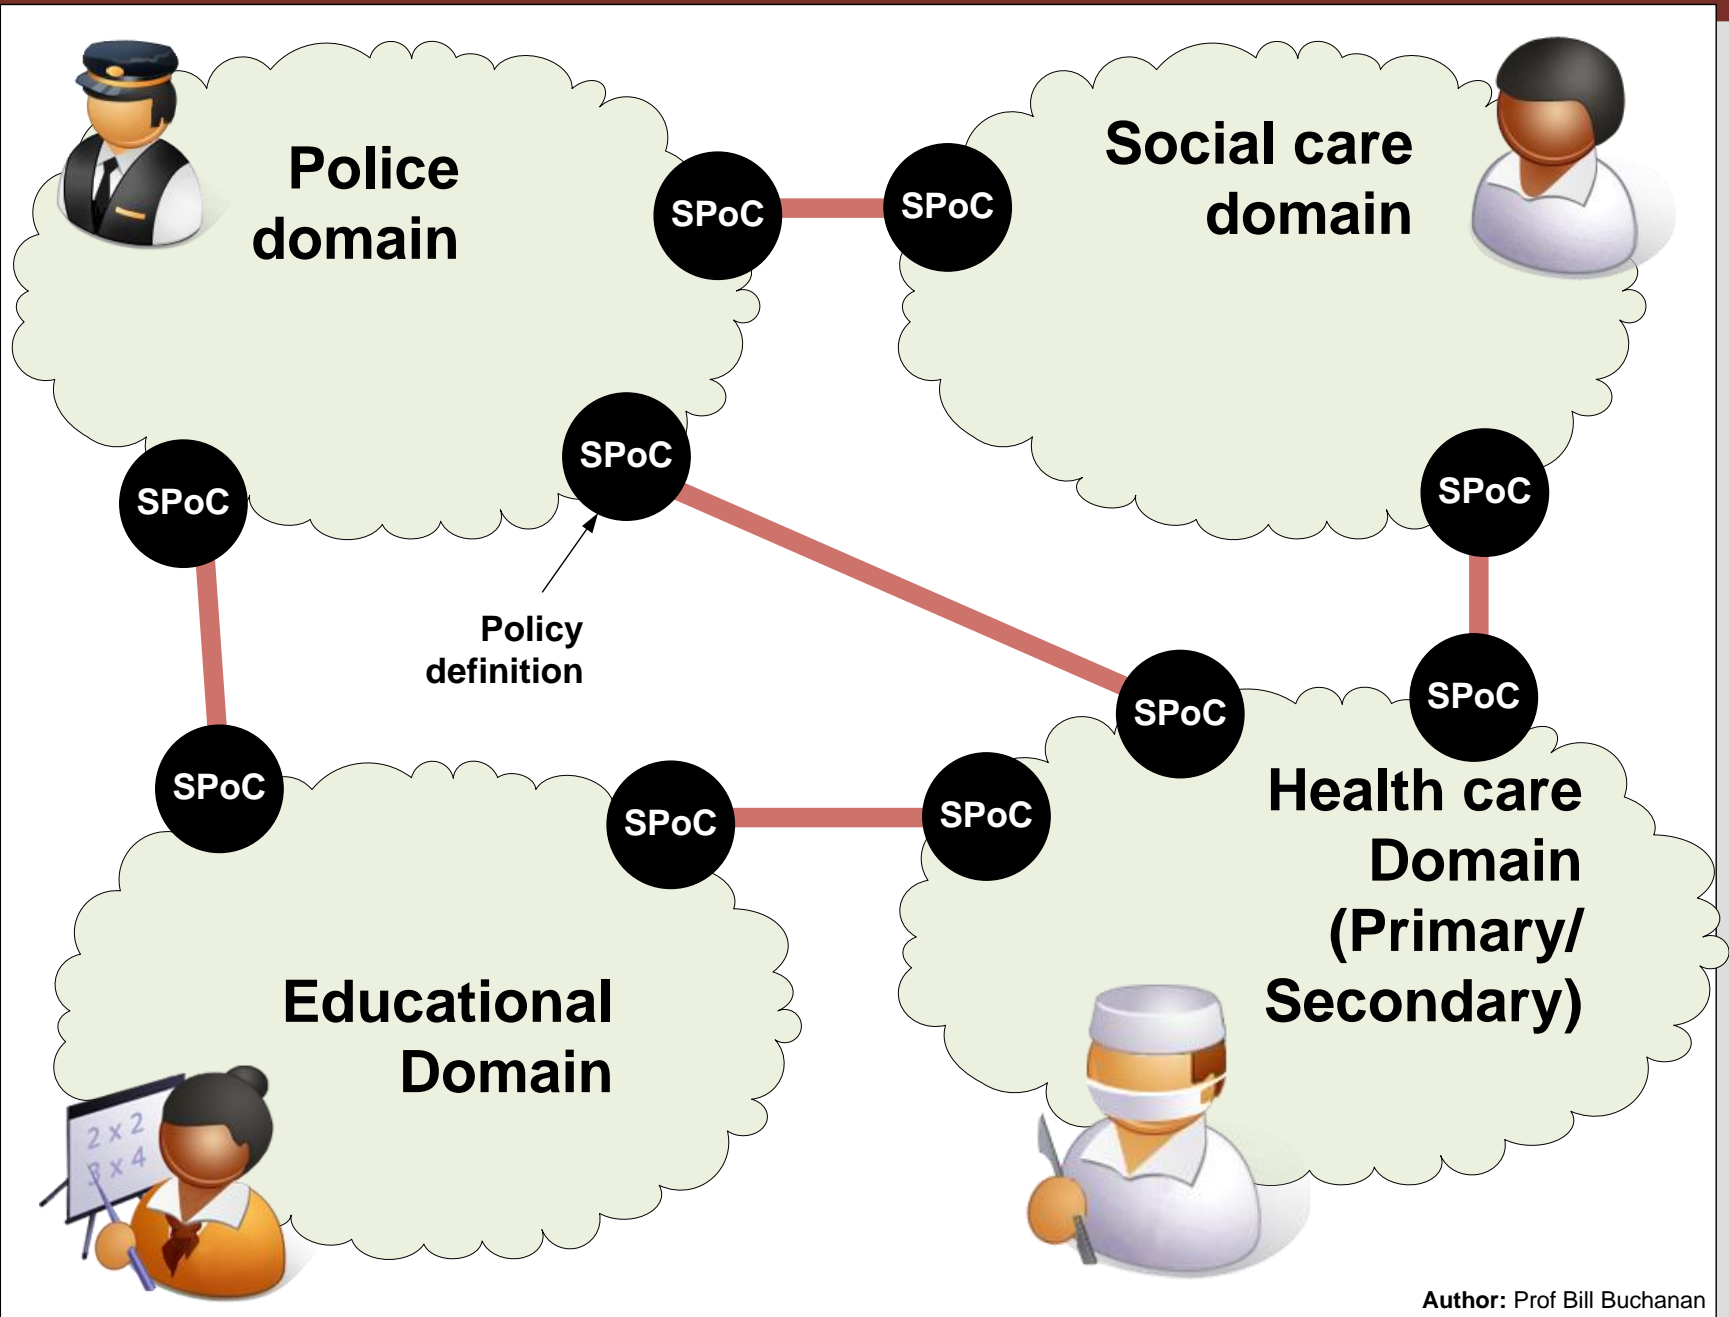 Police
domain
Social care
domain
SPoC
SPoC
SPoC
SPoC
SPoC
Policy
definition
SPoC
SPoC
SPoC
SPoC
SPoC
Health care
Domain
(Primary/
Secondary)
Educational
Domain
2 x 2
3 x 4
Author: Prof Bill Buchanan